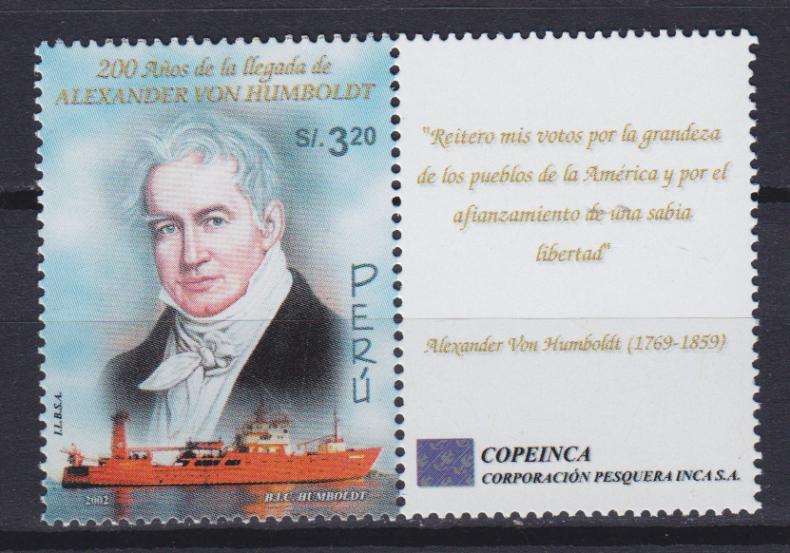 200 Años de la llegada de
ALEXANDER VON HUMBOLDT
S/.3.20
PERÚ
I.L.B.S.A.
2002
B.I.C. HUMBOLDT
"Reitero mis votos por la grandeza
de los pueblos de la América y por el
afianzamiento de una sabia
libertad"
Alexander Von Humboldt (1769-1859)
COPEINCA
CORPORACIÓN PESQUERA INCA S.A.